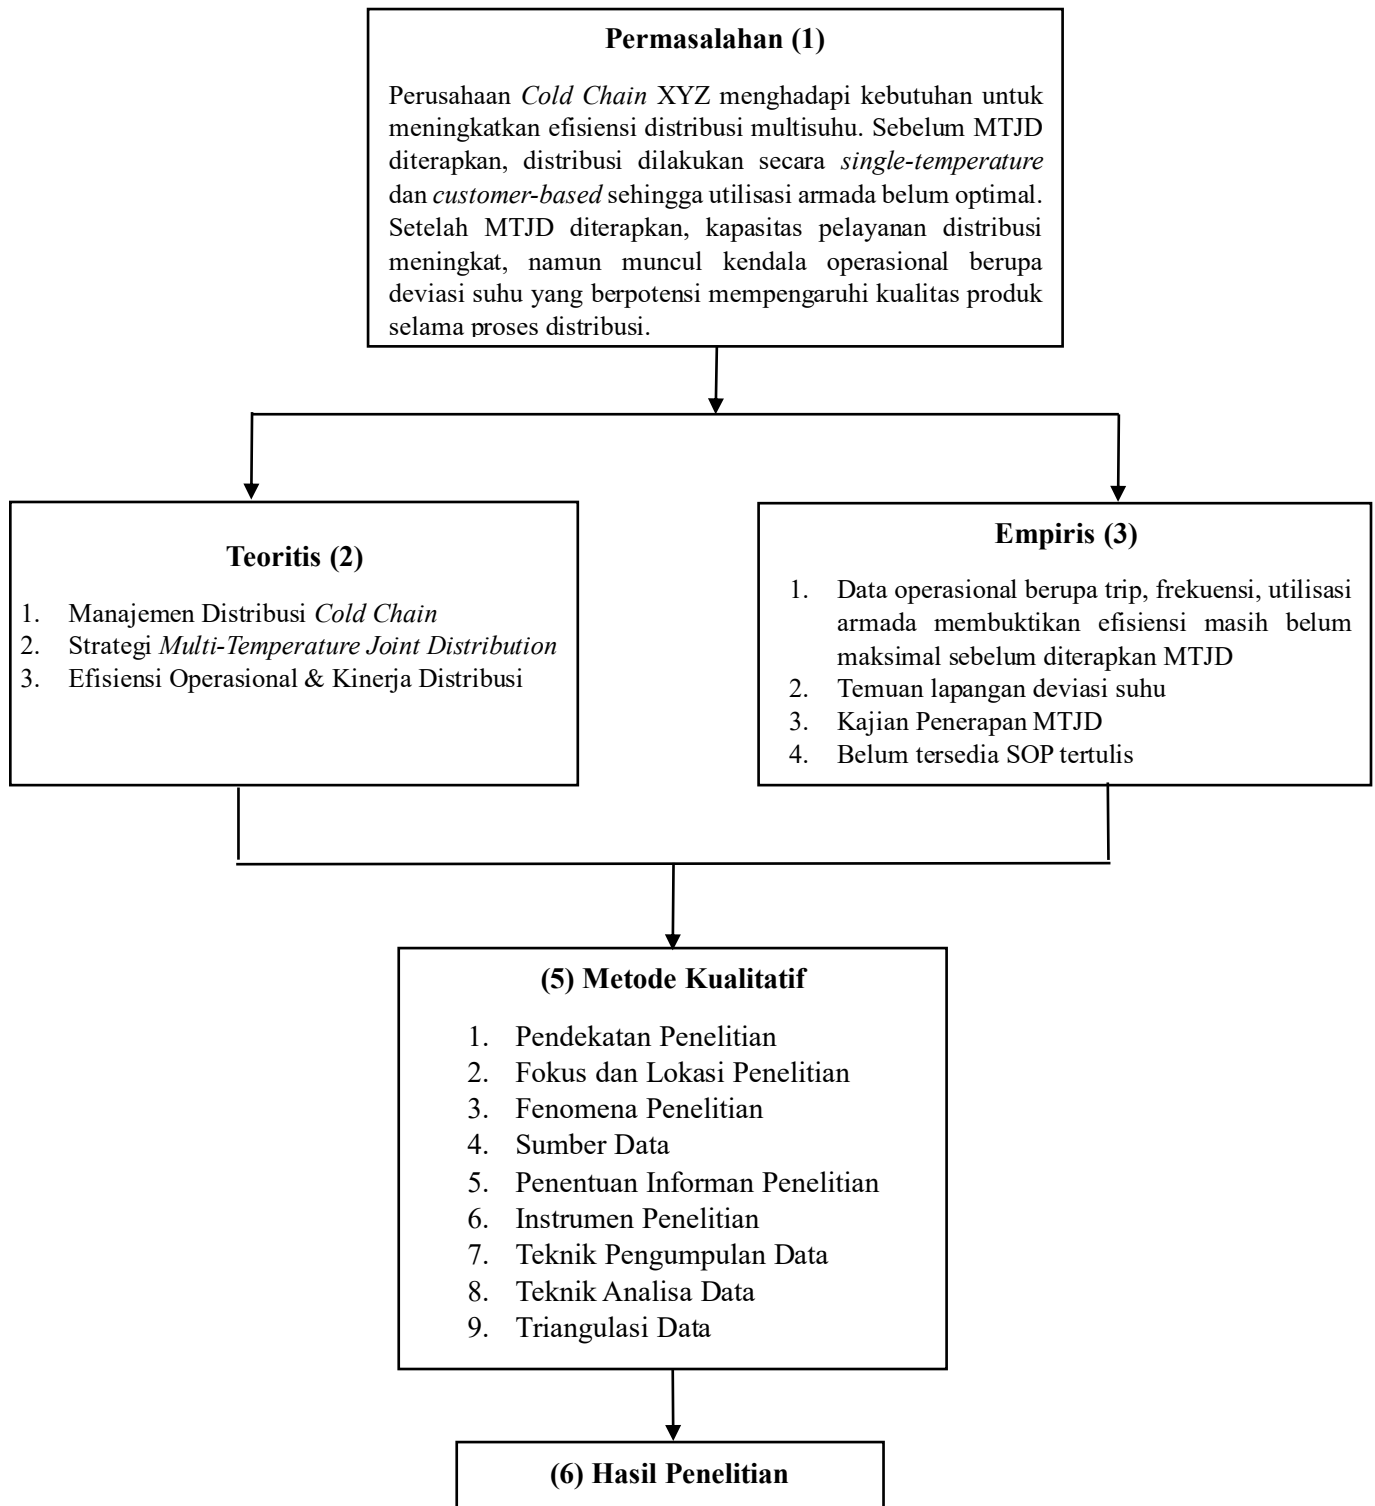 Permasalahan (1)
Perusahaan Cold Chain XYZ menghadapi kebutuhan untuk
meningkatkan efisiensi distribusi multisuhu. Sebelum MTJD
diterapkan, distribusi dilakukan secara single-temperature
dan customer-based sehingga utilisasi armada belum optimal.
Setelah MTJD diterapkan, kapasitas pelayanan distribusi
meningkat, namun muncul kendala operasional berupa
deviasi suhu yang berpotensi mempengaruhi kualitas produk
selama proses distribusi.
Teoritis (2)
1. Manajemen Distribusi Cold Chain
2. Strategi Multi-Temperature Joint Distribution
3. Efisiensi Operasional & Kinerja Distribusi
Empiris (3)
1. Data operasional berupa trip, frekuensi, utilisasi
armada membuktikan efisiensi masih belum
maksimal sebelum diterapkan MTJD
2. Temuan lapangan deviasi suhu
3. Kajian Penerapan MTJD
4. Belum tersedia SOP tertulis
(5) Metode Kualitatif
1. Pendekatan Penelitian
2. Fokus dan Lokasi Penelitian
3. Fenomena Penelitian
4. Sumber Data
5. Penentuan Informan Penelitian
6. Instrumen Penelitian
7. Teknik Pengumpulan Data
8. Teknik Analisa Data
9. Triangulasi Data
(6) Hasil Penelitian